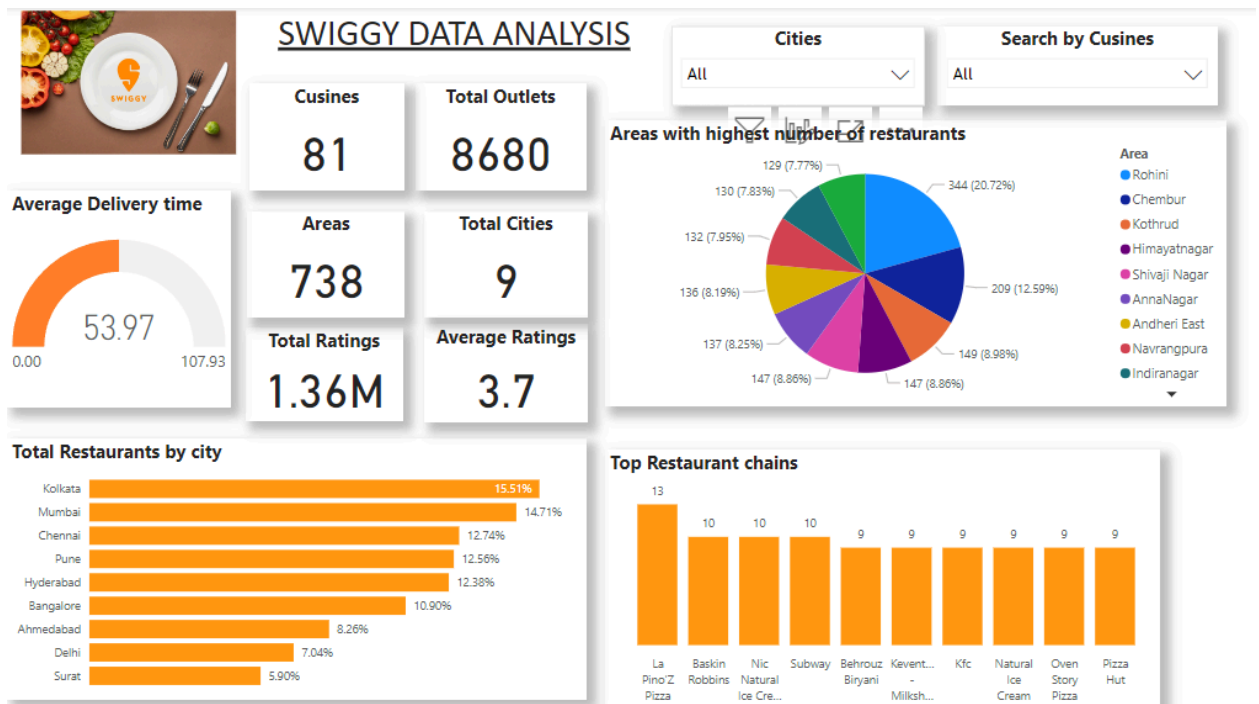 SWIGGY DATA ANALYSIS
SWIGGY
Cities
All
Search by Cusines
All
Cusines
81
Total Outlets
8680
Areas
738
Total Cities
9
Total Ratings
1.36M
Average Ratings
3.7
Average Delivery time
53.97
0.00
107.93
Areas with highest number of restaurants
344 (20.72%)
209 (12.59%)
149 (8.98%)
147 (8.86%)
147 (8.86%)
137 (8.25%)
136 (8.19%)
132 (7.95%)
130 (7.83%)
129 (7.77%)
Area
Rohini
Chembur
Kothrud
Himayatnagar
Shivaji Nagar
AnnaNagar
Andheri East
Navrangpura
Indiranagar
Total Restaurants by city
Kolkata 15.51%
Mumbai 14.71%
Chennai 12.74%
Pune 12.56%
Hyderabad 12.38%
Bangalore 10.90%
Ahmedabad 8.26%
Delhi 7.04%
Surat 5.90%
Top Restaurant chains
13 10 10 10 9 9 9 9 9 9
La Baskin Nic Subway Behrouz Kevent... Kfc Natural Oven Pizza
Pino'Z Robbins Natural Biryani - Ice Story Hut
Pizza Ice Cre... Milksh... Cream Pizza